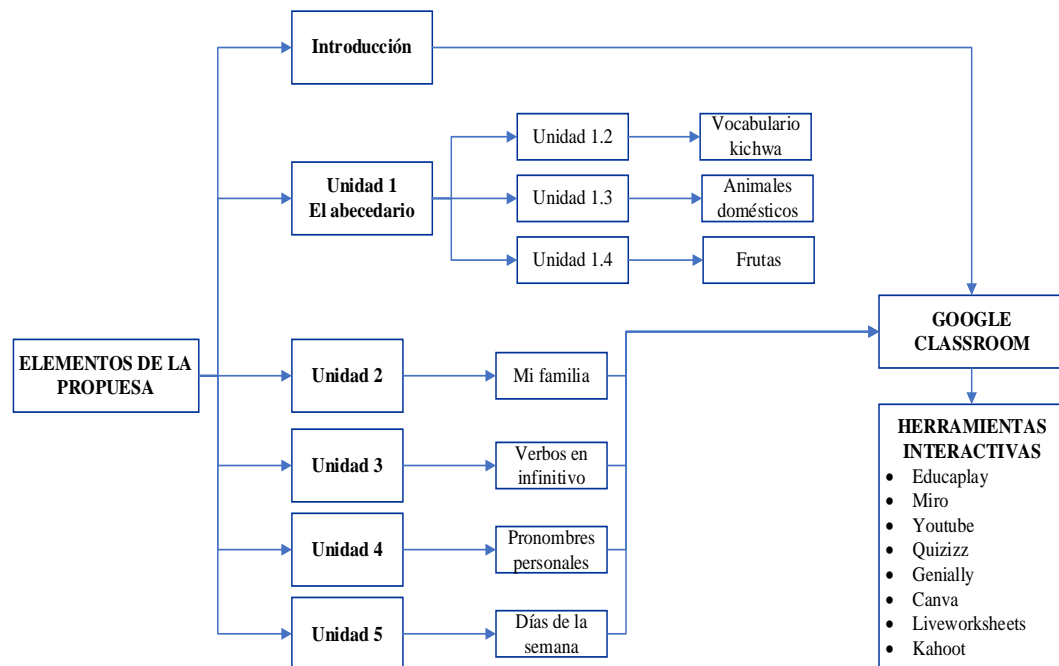 Introducción
Unidad 1
El abecedario
Unidad 1.2
Vocabulario
kichwa
Unidad 1.3
Animales
domésticos
Unidad 1.4
Frutas
GOOGLE
CLASSROOM
ELEMENTOS DE LA
PROPUESA
Unidad 2
Mi familia
Unidad 3
Verbos en
infinitivo
Unidad 4
Pronombres
personales
Unidad 5
Días de la
semana
HERRAMIENTAS
INTERACTIVAS
• Educaplay
• Miro
• Youtube
• Quizizz
• Genially
• Canva
• Liveworksheets
• Kahoot